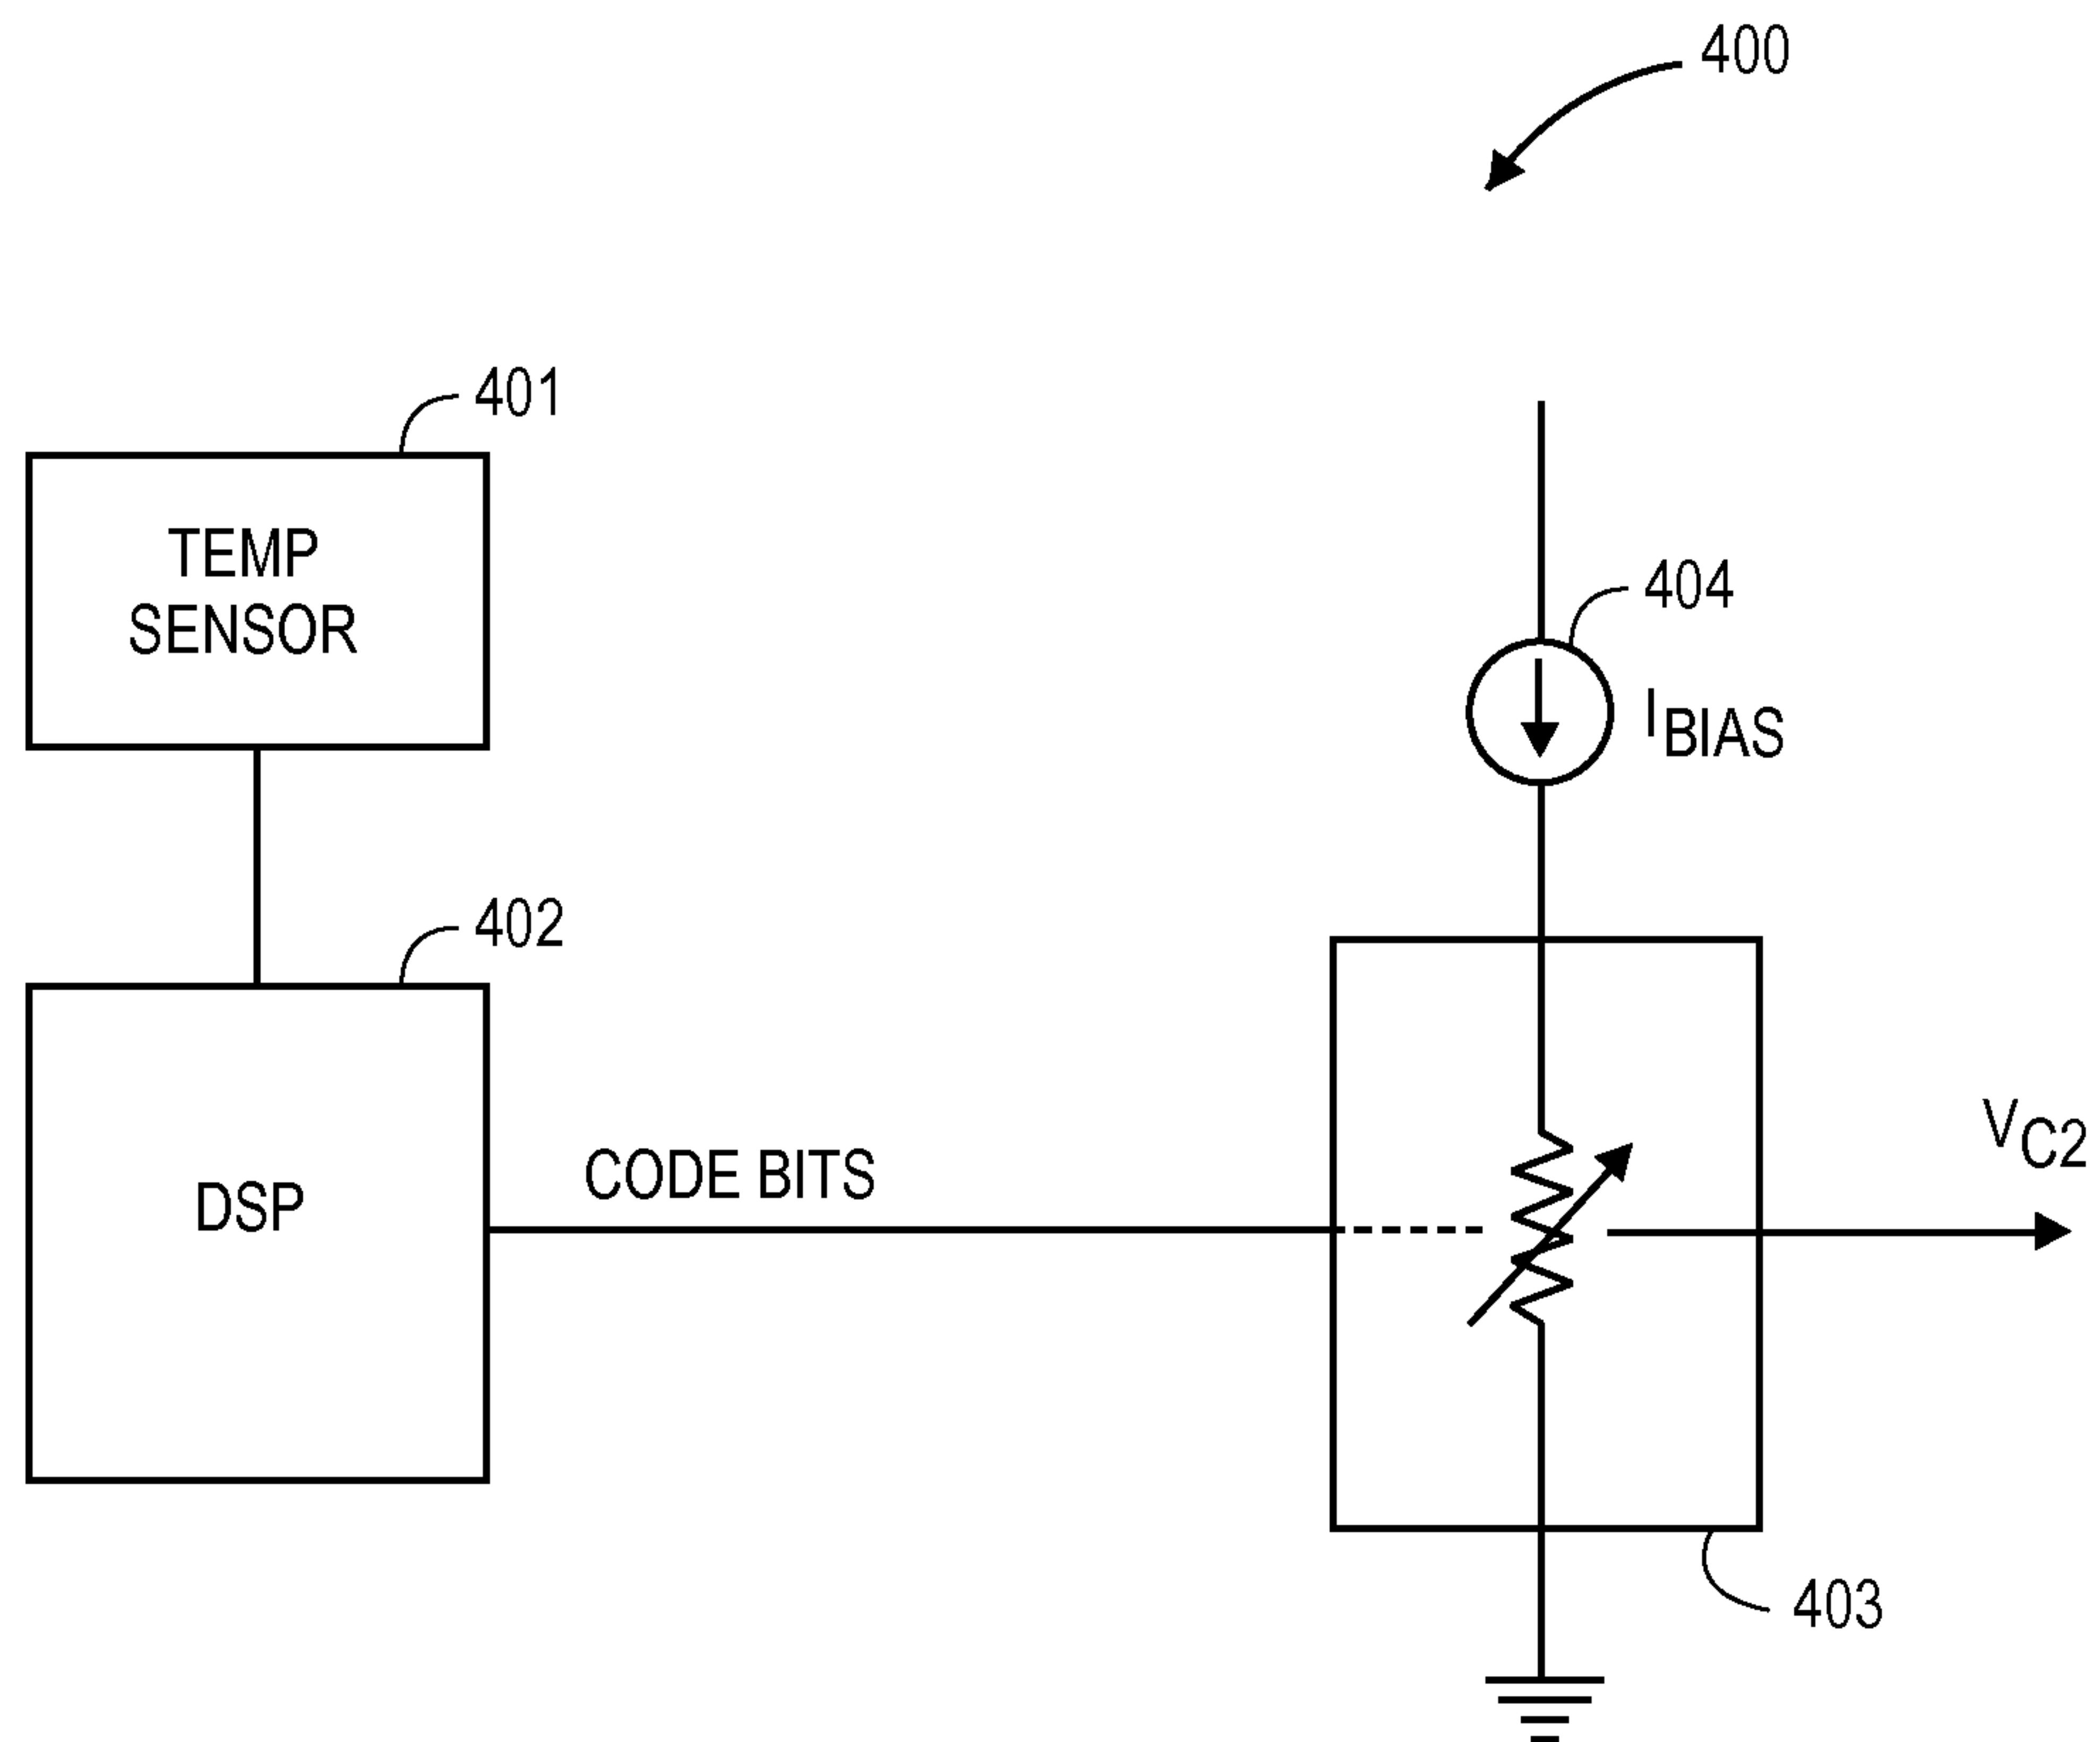 400
401
TEMP
SENSOR
404
IBIAS
402
DSP
CODE BITS
VC2
403